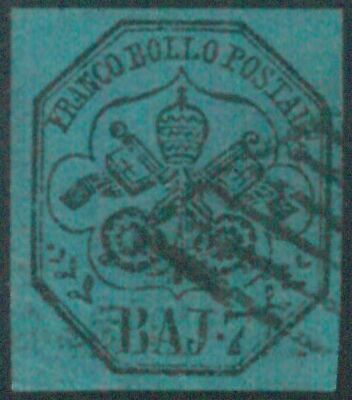 FRANCO BOLLO POSTALE
BAJ. 7